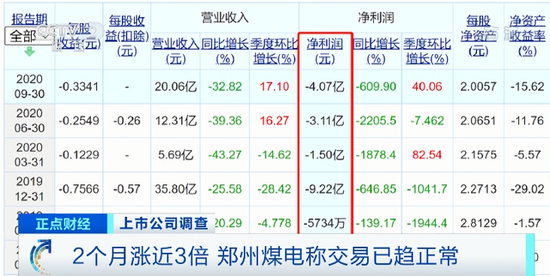 报告期 营业收入 净利润
全部 每股收益(元) 每股收益(扣除)(元) 营业收入(元) 同比增长(%) 季度环比增长(%) 净利润(元) 同比增长(%) 季度环比增长(%) 每股净资产(元) 净资产收益率(%)
2020 09-30 -0.3341 - 20.06亿 -32.82 17.10 -4.07亿 -609.90 40.06 2.0057 -15.62
2020 06-30 -0.2549 -0.26 12.31亿 -39.36 16.27 -3.11亿 -2205.5 -7.462 2.0651 -11.76
2020 03-31 -0.1229 - 5.69亿 -43.27 -14.62 -1.50亿 -1878.4 82.54 2.1575 -5.57
2019 12-31 -0.7566 -0.57 35.80亿 -25.58 -28.42 -9.22亿 -646.85 -1041.7 2.2713 -29.02
-4.778 -5734万 -139.17 -1944.4 2.8129 -1.57
正点财经 上市公司调查
2个月涨近3倍 郑州煤电称交易已趋正常